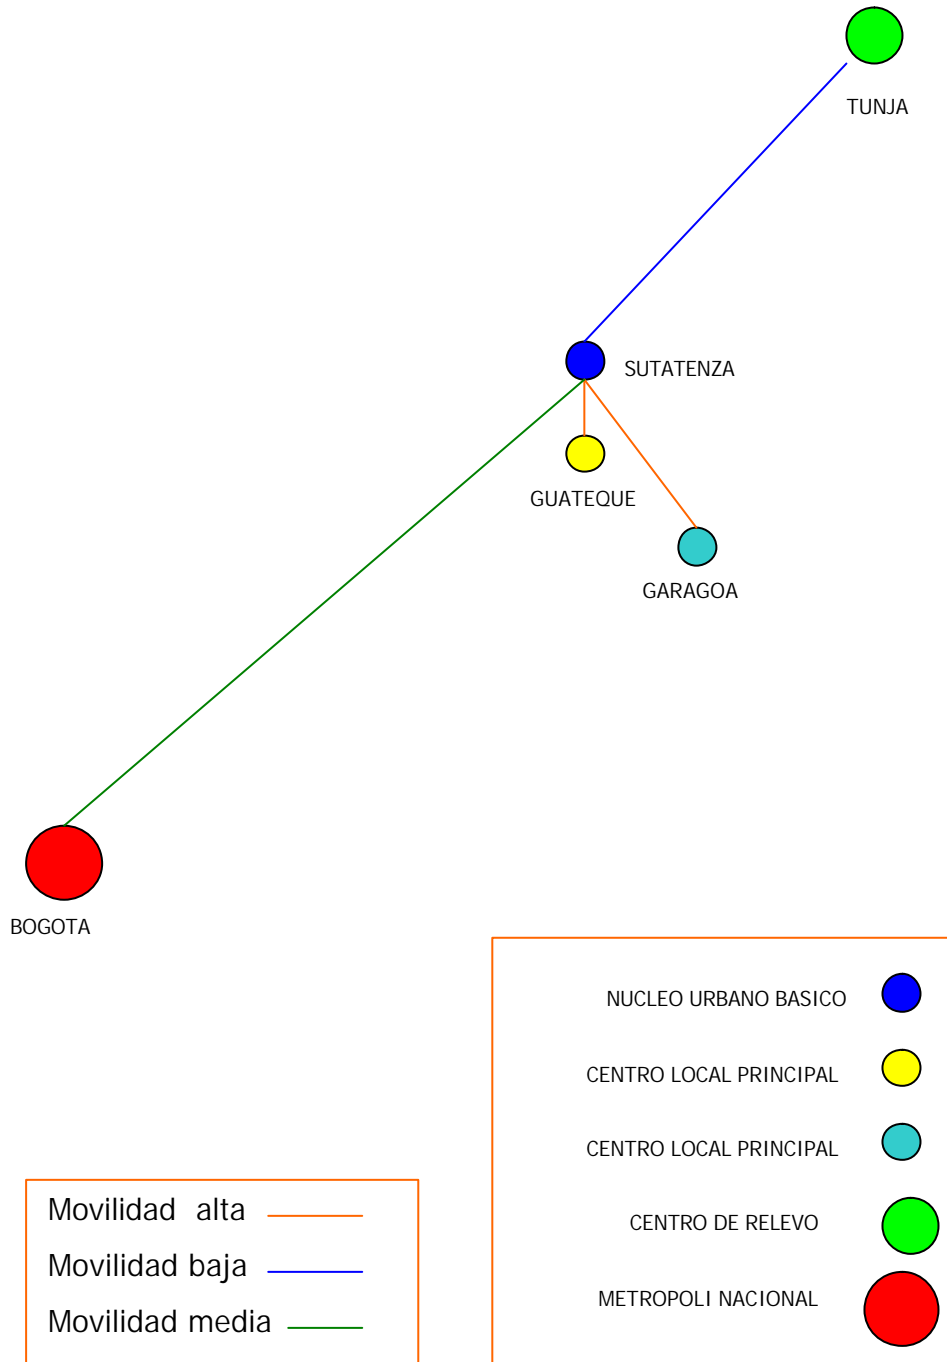 TUNJA
SUTATENZA
GUATEQUE
GARAGOA
BOGOTA
NUCLEO URBANO BASICO
CENTRO LOCAL PRINCIPAL
CENTRO LOCAL PRINCIPAL
CENTRO DE RELEVO
METROPOLI NACIONAL
Movilidad alta
Movilidad baja
Movilidad media